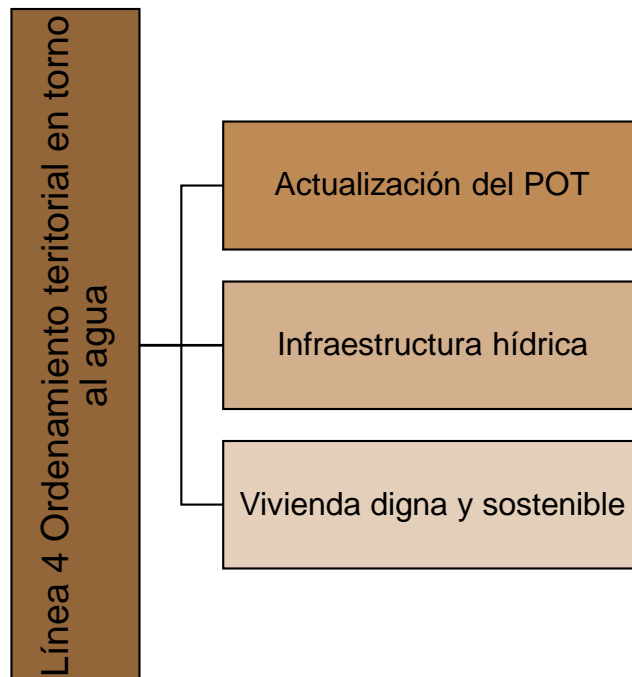 Línea 4 Ordenamiento teritorial en torno
al agua
Actualización del POT
Infraestructura hídrica
Vivienda digna y sostenible